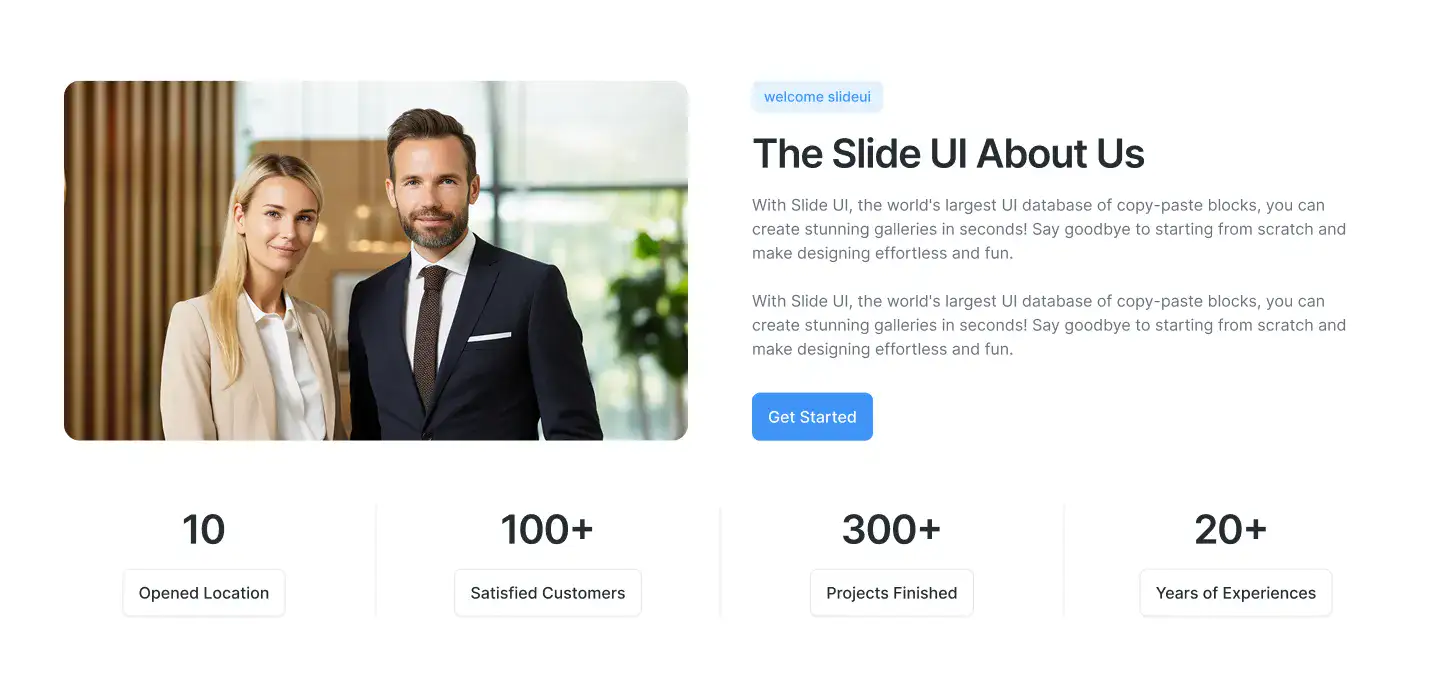 welcome slideui
The Slide UI About Us
With Slide UI, the world's largest UI database of copy-paste blocks, you can
create stunning galleries in seconds! Say goodbye to starting from scratch and
make designing effortless and fun.
With Slide UI, the world's largest UI database of copy-paste blocks, you can
create stunning galleries in seconds! Say goodbye to starting from scratch and
make designing effortless and fun.
Get Started
10
100+
300+
20+
Opened Location
Satisfied Customers
Projects Finished
Years of Experiences